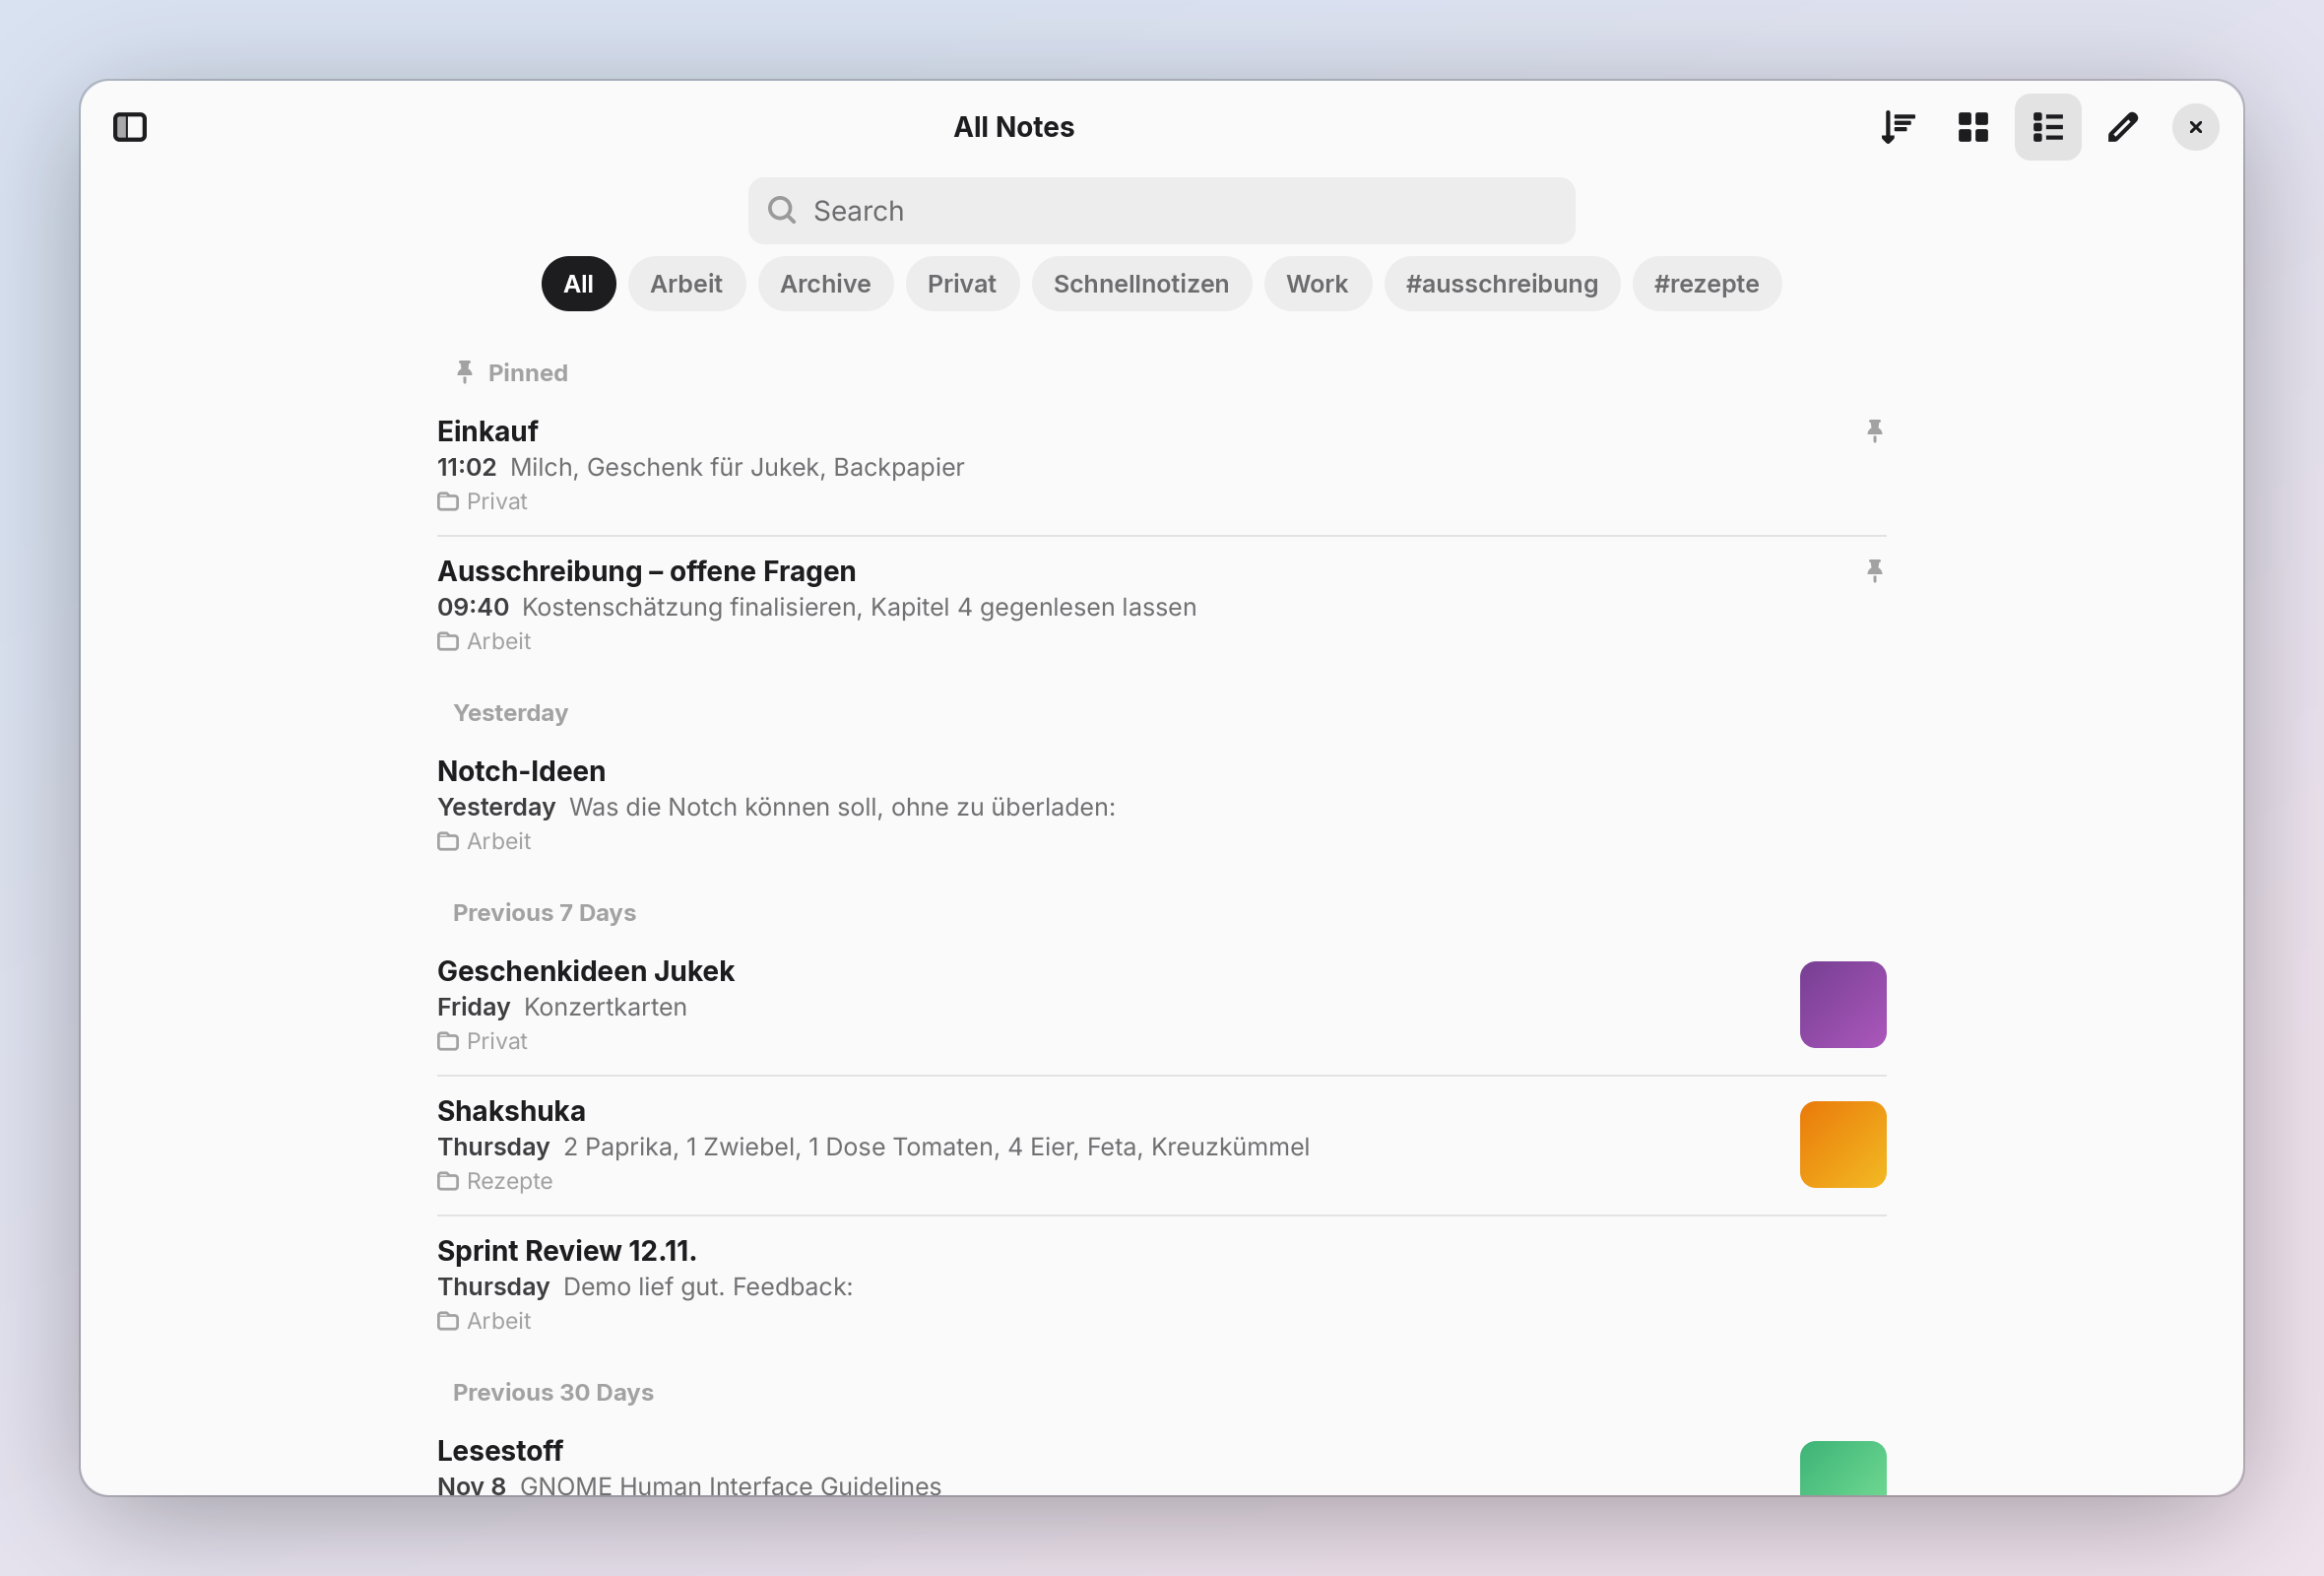 All Notes
Search
All Arbeit Archive Privat Schnellnotizen Work #ausschreibung #rezepte
Pinned
Einkauf
11:02 Milch, Geschenk für Jukek, Backpapier
Privat
Ausschreibung – offene Fragen
09:40 Kostenschätzung finalisieren, Kapitel 4 gegenlesen lassen
Arbeit
Yesterday
Notch-Ideen
Yesterday Was die Notch können soll, ohne zu überladen:
Arbeit
Previous 7 Days
Geschenkideen Jukek
Friday Konzertkarten
Privat
Shakshuka
Thursday 2 Paprika, 1 Zwiebel, 1 Dose Tomaten, 4 Eier, Feta, Kreuzkümmel
Rezepte
Sprint Review 12.11.
Thursday Demo lief gut. Feedback:
Arbeit
Previous 30 Days
Lesestoff
Nov 8 GNOME Human Interface Guidelines